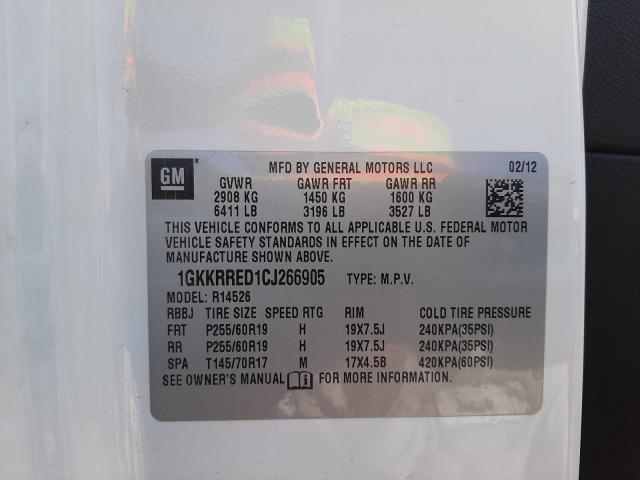 GM
MFD BY GENERAL MOTORS LLC 02/12
GVWR GAWR FRT GAWR RR
2908 KG 1450 KG 1600 KG
6411 LB 3196 LB 3527 LB
THIS VEHICLE CONFORMS TO ALL APPLICABLE U.S. FEDERAL MOTOR
VEHICLE SAFETY STANDARDS IN EFFECT ON THE DATE OF
MANUFACTURE SHOWN ABOVE.
1GKKRRED1CJ266905 TYPE: M.P.V.
MODEL: R14526
RBBJ TIRE SIZE SPEED RTG RIM COLD TIRE PRESSURE
FRT P255/60R19 H 19X7.5J 240KPA(35PSI)
RR P255/60R19 H 19X7.5J 240KPA(35PSI)
SPA T145/70R17 M 17X4.5B 420KPA(60PSI)
SEE OWNER'S MANUAL FOR MORE INFORMATION.